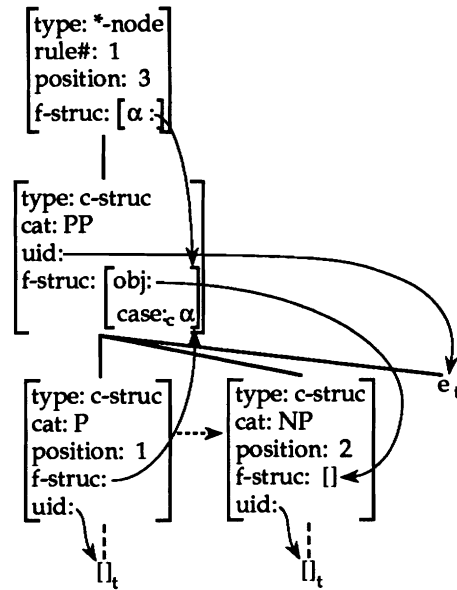 type: *-node
rule#: 1
position: 3
f-struc: [α :]
type: c-struc
cat: PP
uid:
f-struc: [obj:
case:c α]
e t
type: c-struc
cat: P
position: 1
f-struc:
uid:
[]t
type: c-struc
cat: NP
position: 2
f-struc: []
uid:
[]t